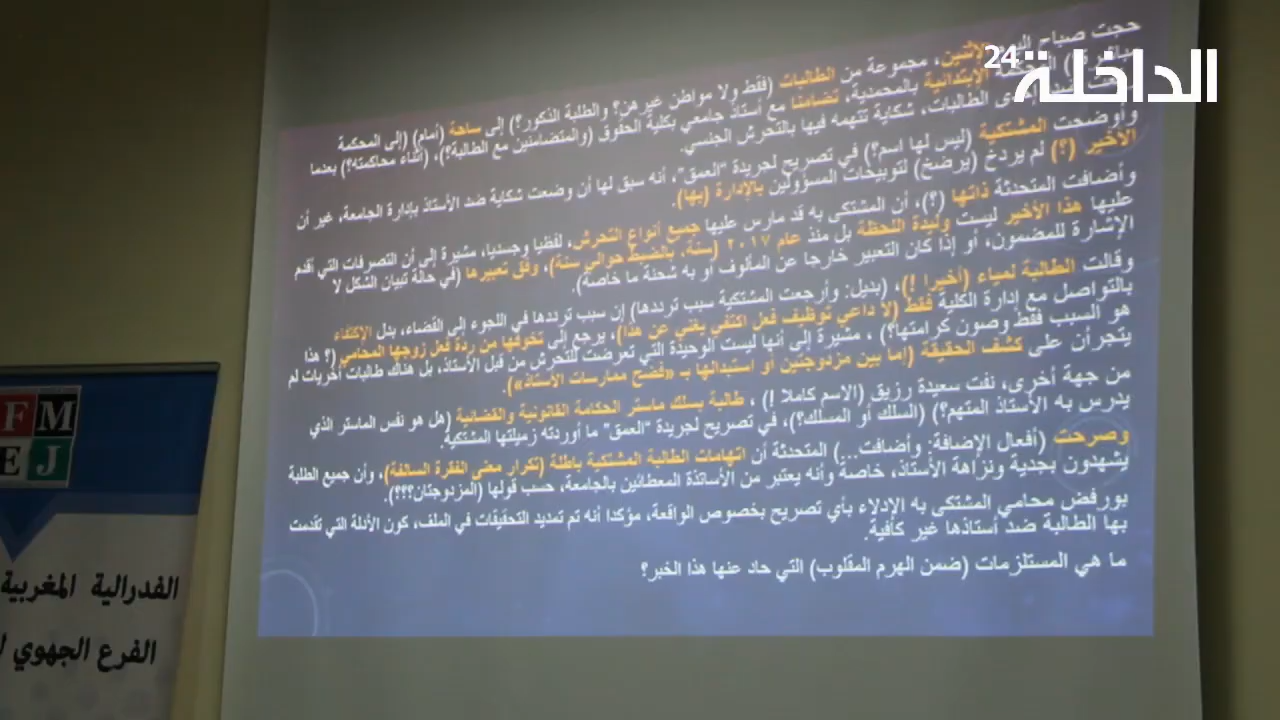 الداخلة 24
حجت صباح الإثنين، مجموعة من الطالبات (فقط ولا مواطن غيرهن؟ والطلبة الذكور؟) إلى ساحة (أمام) (إلى المحكمة
المحكمة الإبتدائية بالمحمدية، تضامنا مع أستاذ جامعي بكلية الحقوق (والمتضامنين مع الطالبة؟)، (أثناء محاكمته؟) بعدما
الطالبات، شكاية تتهمه فيها بالتحرش الجنسي.
وأوضحت المشتكية (ليس لها اسم؟) في تصريح لجريدة "العمق"، أنه سبق لها أن وضعت شكاية ضد الأستاذ بإدارة الجامعة، غير أن
الأخير (؟) لم يردخ (يرضخ) لتوبيخات المسؤولين بالإدارة (بها).
وأضافت المتحدثة ذاتها (؟)، أن المشتكى به قد مارس عليها جميع أنواع التحرش، لفظيا وجسديا، مشيرة إلى أن التصرفات التي أقدم
عليها هذا الأخير ليست وليدة اللحظة بل منذ عام ٢٠١٧ (سنة. بالضبط حوالي سنة)، وفق تعبيرها (في حالة تبيان الشكل لا
الإشارة للمضمون، أو إذا كان التعبير خارجا عن المألوف أو به شحنة ما خاصة).
وقالت الطالبة لمياء (أخيرا !)، (بديل: وأرجعت المشتكية سبب ترددها) إن سبب ترددها في اللجوء إلى القضاء، بدل الإكتفاء
بالتواصل مع إدارة الكلية فقط (لا داعي توظيف فعل اكتفي يغني عن هذا)، يرجع إلى تخوفها من ردة فعل زوجها المحامي (؟ هذا
هو السبب فقط وصون كرامتها؟) ، مشيرة إلى أنها ليست الوحيدة التي تعرضت للتحرش من قبل الأستاذ، بل هناك طالبات أخريات لم
يتجرأن على كشف الحقيقة (إما بين مزدوجتين أو استبدالها بـ «فضح ممارسات الأستاذ»).
من جهة أخرى، نفت سعيدة رزيق (الاسم كاملا !) ، طالبة بسلك ماستر الحكامة القانونية والقضائية (هل هو نفس الماستر الذي
يدرس به الأستاذ المتهم؟) (السلك أو المسلك؟)، في تصريح لجريدة "العمق" ما أوردته زميلتها المشتكية.
وصرحت (أفعال الإضافة: وأضافت...) المتحدثة أن اتهامات الطالبة المشتكية باطلة (تكرار معنى الفقرة السالفة)، وأن جميع الطلبة
يشهدون بجدية ونزاهة الأستاذ، خاصة وأنه يعتبر من الأساتذة المعطائين بالجامعة، حسب قولها (المزدوجتان؟؟؟).
بورفض محامي المشتكى به الإدلاء بأي تصريح بخصوص الواقعة، مؤكدا أنه تم تمديد التحقيقات في الملف، كون الأدلة التي تقدمت
بها الطالبة ضد أستاذها غير كافية.
ما هي المستلزمات (ضمن الهرم المقلوب) التي حاد عنها هذا الخبر؟
FM
EJ
الفدرالية المغربية
الفرع الجهوي